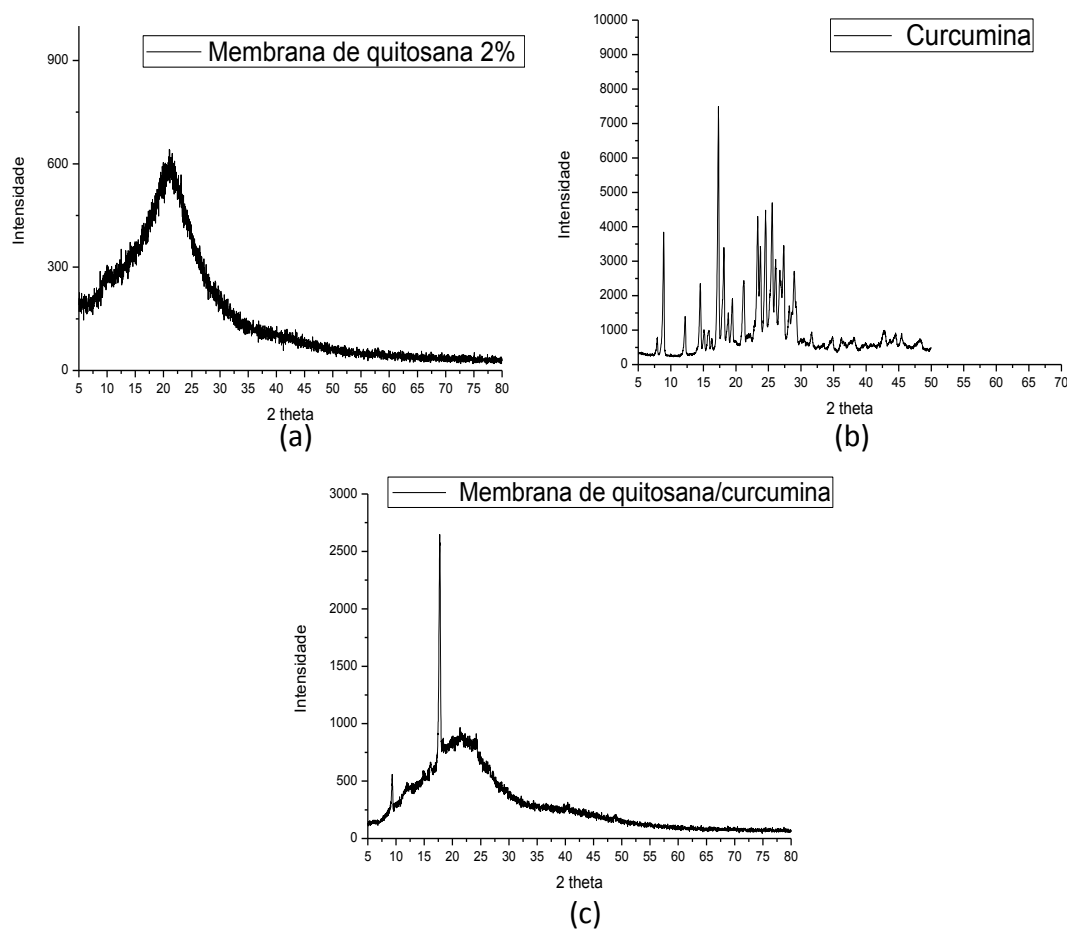 Membrana de quitosana 2%
900
600
300
0
Intensidade
5 10 15 20 25 30 35 40 45 50 55 60 65 70 75 80
2 theta
(a)
Curcumina
10000
9000
8000
7000
6000
5000
4000
3000
2000
1000
0
Intensidade
5 10 15 20 25 30 35 40 45 50 55 60 65 70
2 theta
(b)
Membrana de quitosana/curcumina
3000
2500
2000
1500
1000
500
0
Intensidade
5 10 15 20 25 30 35 40 45 50 55 60 65 70 75 80
2 theta
(c)